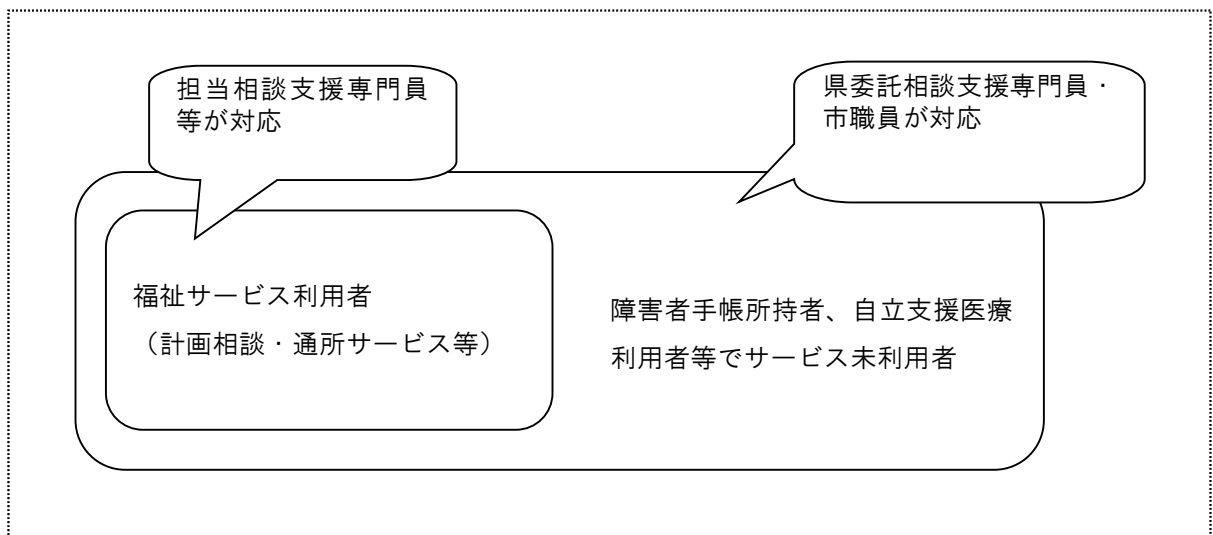 担当相談支援専門員
等が対応
県委託相談支援専門員・
市職員が対応
福祉サービス利用者
（計画相談・通所サービス等）
障害者手帳所持者、自立支援医療
利用者等でサービス未利用者